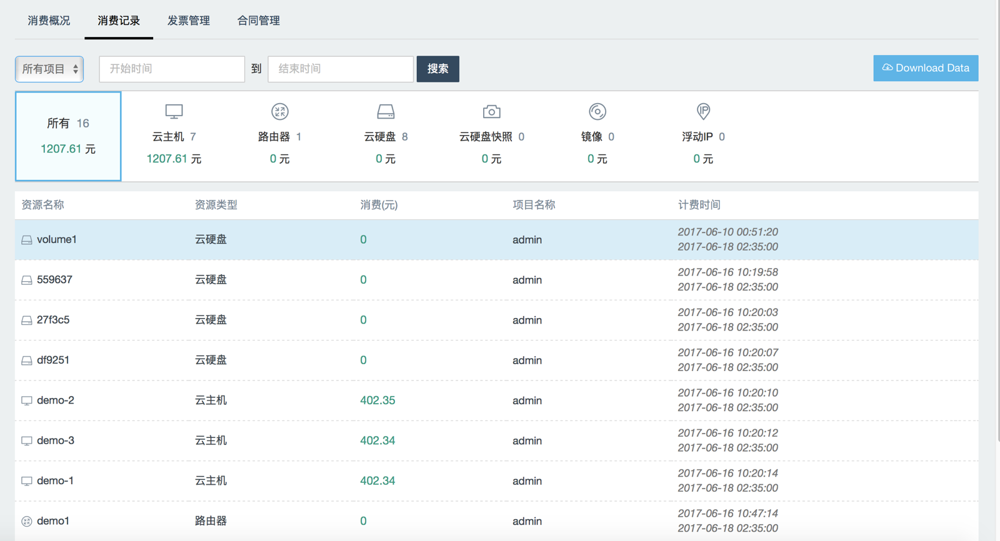 消费概况 消费记录 发票管理 合同管理
所有项目 开始时间 到 结束时间 搜索 Download Data
所有 16
1207.61 元
云主机 7
1207.61 元
路由器 1
0 元
云硬盘 8
0 元
云硬盘快照 0
0 元
镜像 0
0 元
IP
浮动IP 0
0 元
资源名称 资源类型 消费(元) 项目名称 计费时间
volume1 云硬盘 0 admin 2017-06-10 00:51:20
2017-06-18 02:35:00
559637 云硬盘 0 admin 2017-06-16 10:19:58
2017-06-18 02:35:00
27f3c5 云硬盘 0 admin 2017-06-16 10:20:03
2017-06-18 02:35:00
df9251 云硬盘 0 admin 2017-06-16 10:20:07
2017-06-18 02:35:00
demo-2 云主机 402.35 admin 2017-06-16 10:20:10
2017-06-18 02:35:00
demo-3 云主机 402.34 admin 2017-06-16 10:20:12
2017-06-18 02:35:00
demo-1 云主机 402.34 admin 2017-06-16 10:20:14
2017-06-18 02:35:00
demo1 路由器 0 admin 2017-06-16 10:47:14
2017-06-18 02:35:00